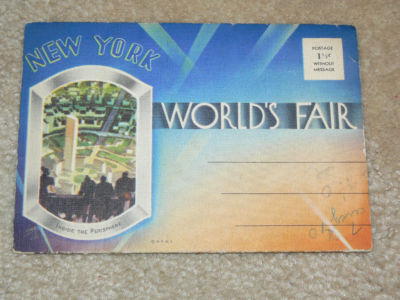 NEW YORK
POSTAGE
1½¢
WITHOUT
MESSAGE
WORLD'S FAIR
INSIDE THE PERISPHERE